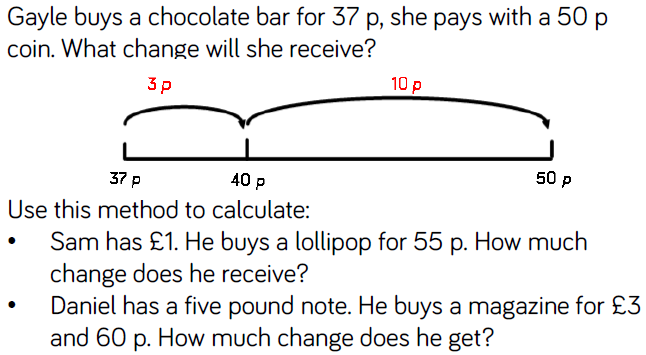 Gayle buys a chocolate bar for 37 p, she pays with a 50 p
coin. What change will she receive?
3 p
10 p
37 p
40 p
50 p
Use this method to calculate:
• Sam has £1. He buys a lollipop for 55 p. How much
change does he receive?
• Daniel has a five pound note. He buys a magazine for £3
and 60 p. How much change does he get?